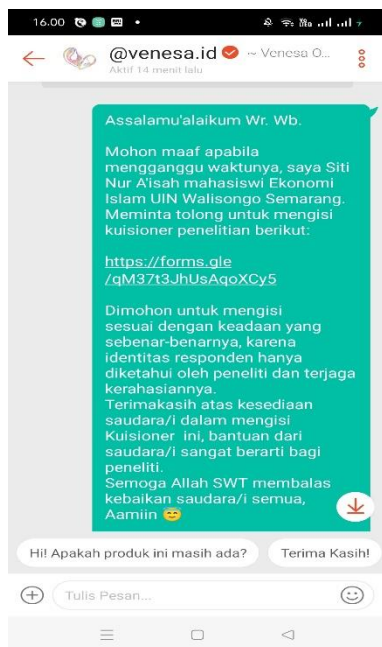 16.00
@venesa.id ~ Venesa O...
Aktif 14 menit lalu
Assalamu'alaikum Wr. Wb.
Mohon maaf apabila
mengganggu waktunya, saya Siti
Nur A'isah mahasiswi Ekonomi
Islam UIN Walisongo Semarang.
Meminta tolong untuk mengisi
kuisioner penelitian berikut:
https://forms.gle
/qM37t3JhUsAqoXCy5
Dimohon untuk mengisi
sesuai dengan keadaan yang
sebenar-benarnya, karena
identitas responden hanya
diketahui oleh peneliti dan terjaga
kerahasiannya.
Terimakasih atas kesediaan
saudara/i dalam mengisi
Kuisioner ini, bantuan dari
saudara/i sangat berarti bagi
peneliti.
Semoga Allah SWT membalas
kebaikan saudara/i semua,
Aamiin 😇
Hi! Apakah produk ini masih ada? Terima Kasih!
Tulis Pesan...